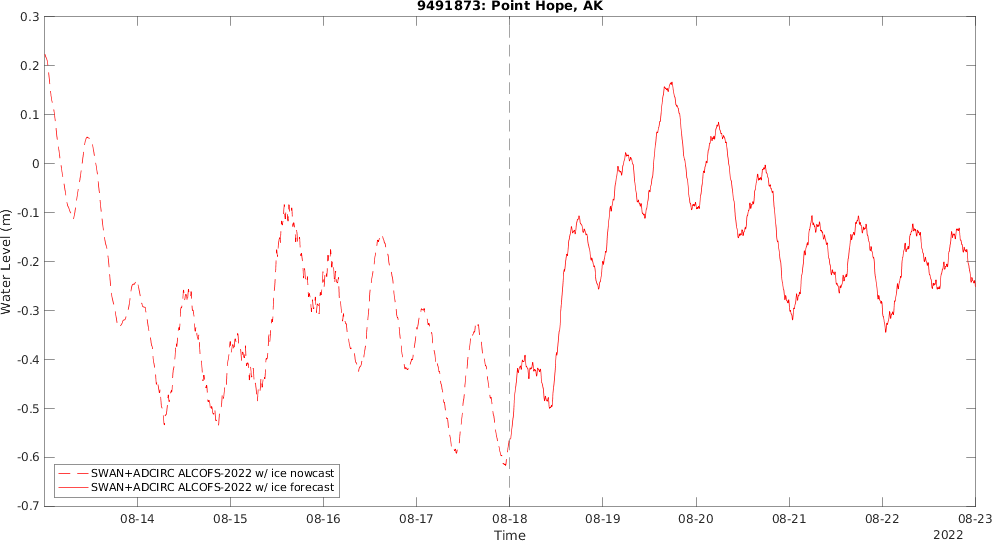 9491873: Point Hope, AK
0.3
0.2
0.1
0
-0.1
-0.2
-0.3
-0.4
-0.5
-0.6
-0.7
Water Level (m)
SWAN+ADCIRC ALCOFS-2022 w/ ice nowcast
SWAN+ADCIRC ALCOFS-2022 w/ ice forecast
08-14 08-15 08-16 08-17 08-18 08-19 08-20 08-21 08-22 08-23
Time
2022